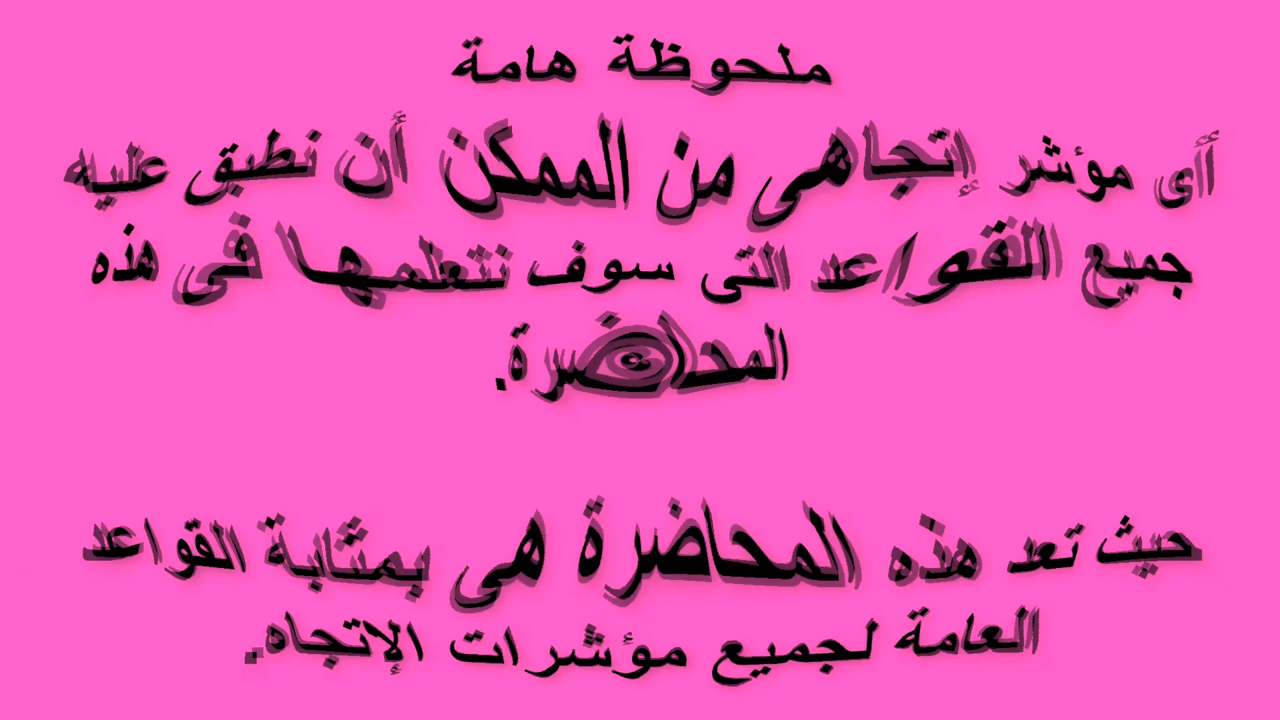 ملحوظة هامة
أى مؤشر إتجاهى من الممكن أن نطبق عليه
جميع القواعد التى سوف نتعلمها فى هذه
المحاضرة.
حيث تعد هذه المحاضرة هى بمثابة القواعد
العامة لجميع مؤشرات الإتجاه.